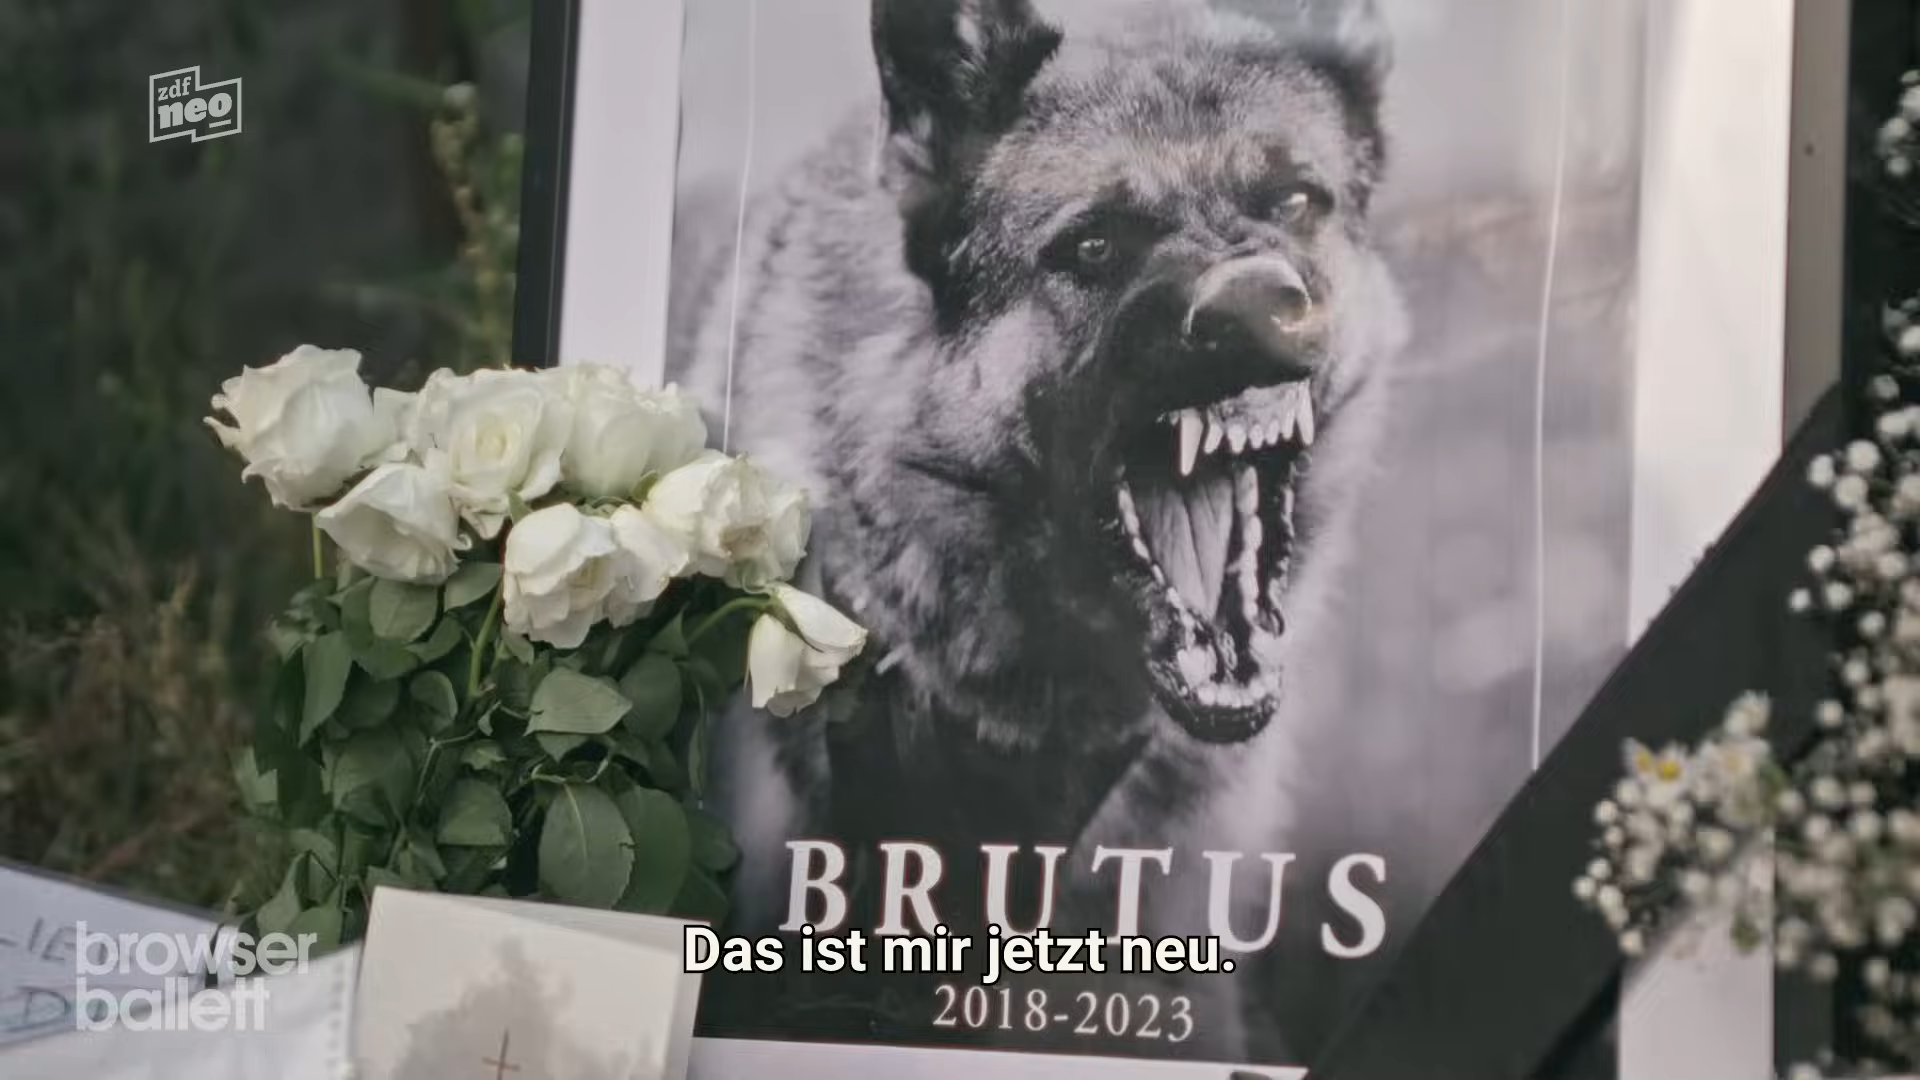 zdf
neo
BRUTUS
Das ist mir jetzt neu.
2018-2023
browser
ballett